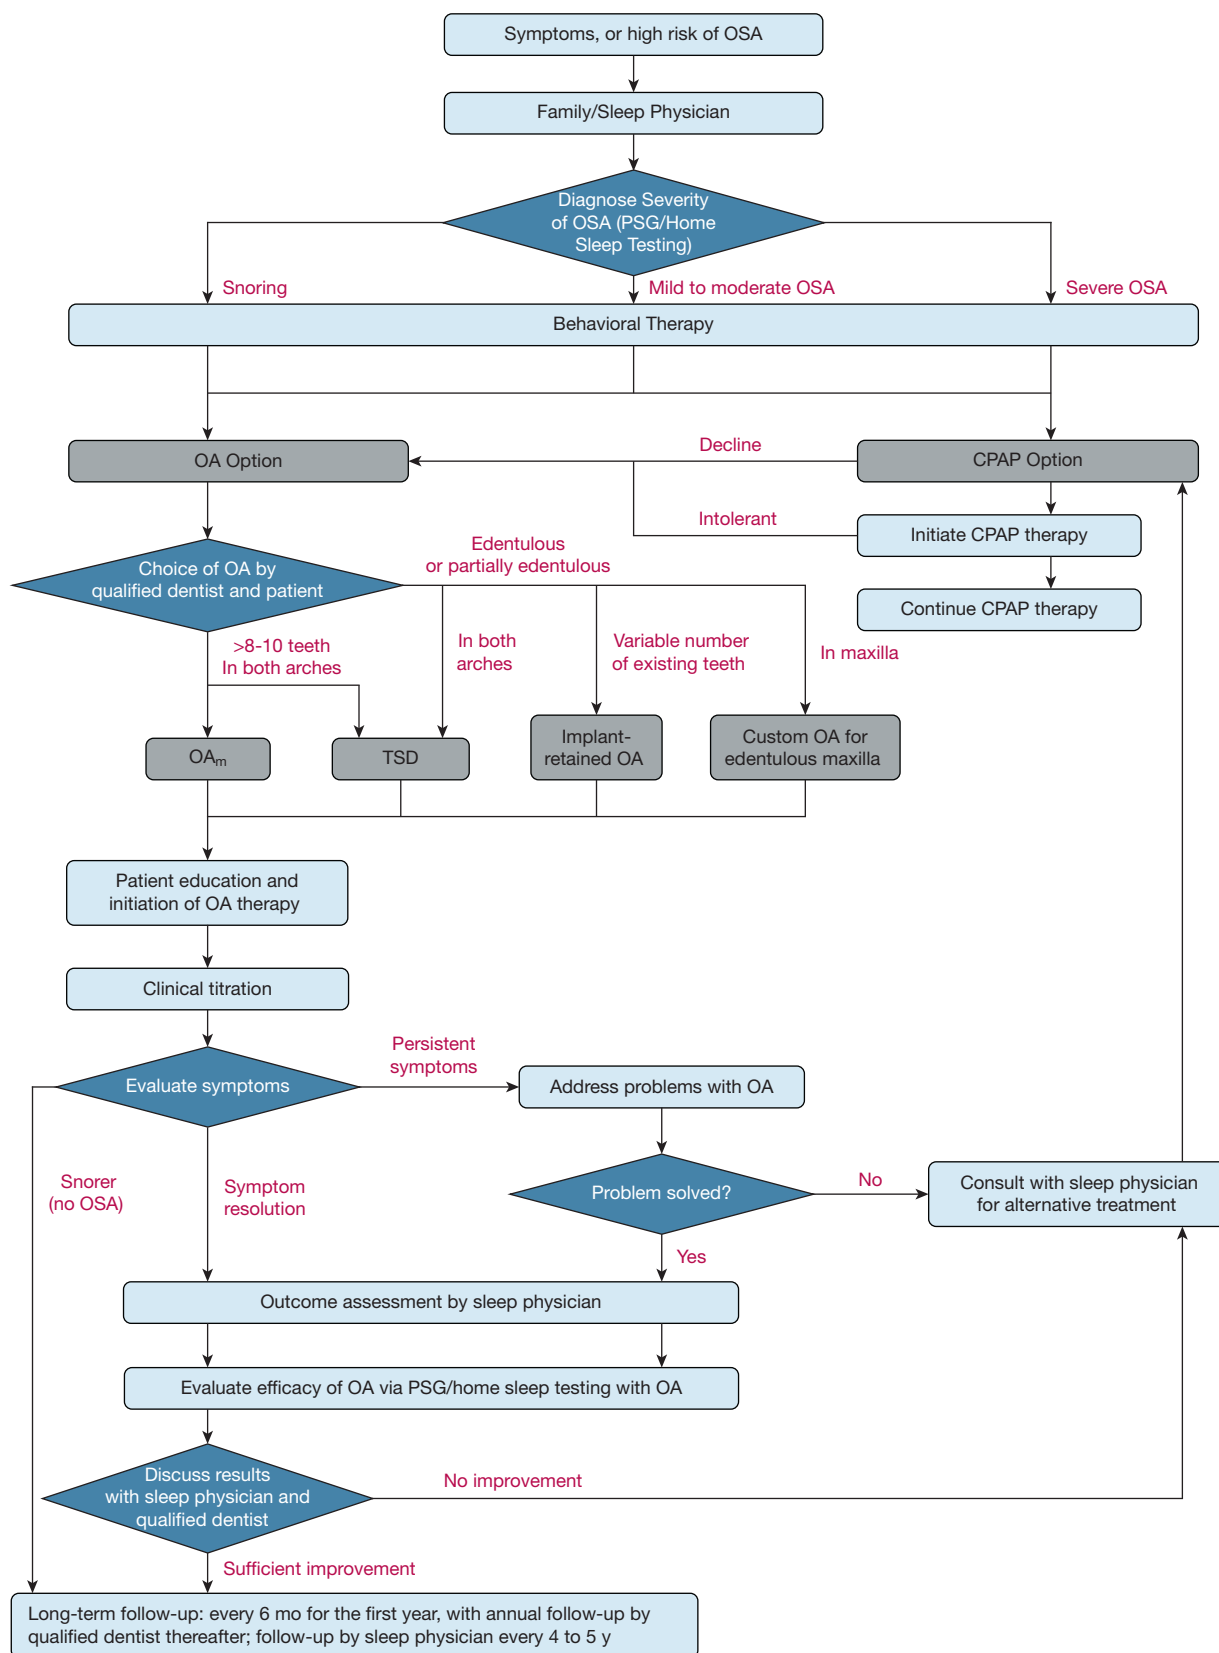 Symptoms, or high risk of OSA
Family/Sleep Physician
Diagnose Severity
of OSA (PSG/Home
Sleep Testing)
Snoring
Mild to moderate OSA
Severe OSA
Behavioral Therapy
OA Option
Decline
CPAP Option
Intolerant
Initiate CPAP therapy
Continue CPAP therapy
Choice of OA by
qualified dentist and patient
Edentulous
or partially edentulous
>8-10 teeth
In both arches
In both
arches
Variable number
of existing teeth
In maxilla
OAm
TSD
Implant-
retained OA
Custom OA for
edentulous maxilla
Patient education and
initiation of OA therapy
Clinical titration
Evaluate symptoms
Persistent
symptoms
Address problems with OA
Snorer
(no OSA)
Symptom
resolution
Problem solved?
No
Consult with sleep physician
for alternative treatment
Yes
Outcome assessment by sleep physician
Evaluate efficacy of OA via PSG/home sleep testing with OA
Discuss results
with sleep physician and
qualified dentist
No improvement
Sufficient improvement
Long-term follow-up: every 6 mo for the first year, with annual follow-up by
qualified dentist thereafter; follow-up by sleep physician every 4 to 5 y